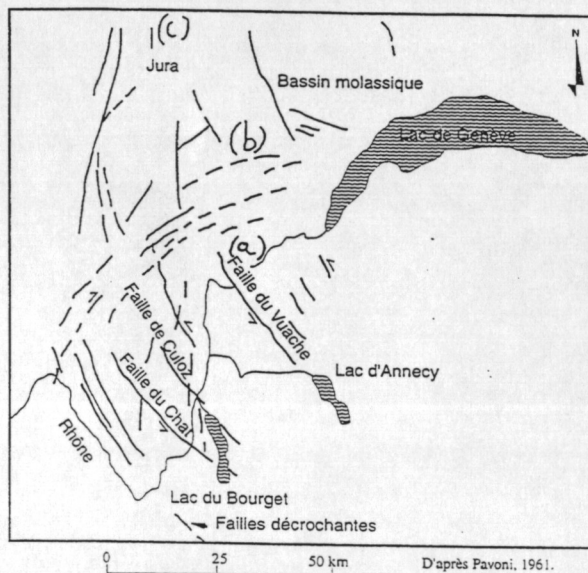 (c)
Jura
N
Bassin molassique
(b)
Lac de Genève
(a)
Faille du Vuache
Faille de Culoz
Faille du Chat
Lac d'Annecy
Rhône
Lac du Bourget
Failles décrochantes
0 25 50 km
D'après Pavoni, 1961.